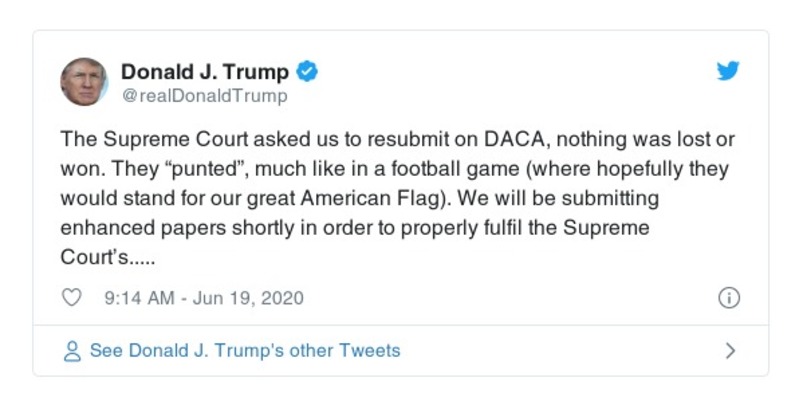 Donald J. Trump
@realDonaldTrump
The Supreme Court asked us to resubmit on DACA, nothing was lost or
won. They “punted”, much like in a football game (where hopefully they
would stand for our great American Flag). We will be submitting
enhanced papers shortly in order to properly fulfil the Supreme
Court’s.....
9:14 AM - Jun 19, 2020
See Donald J. Trump's other Tweets